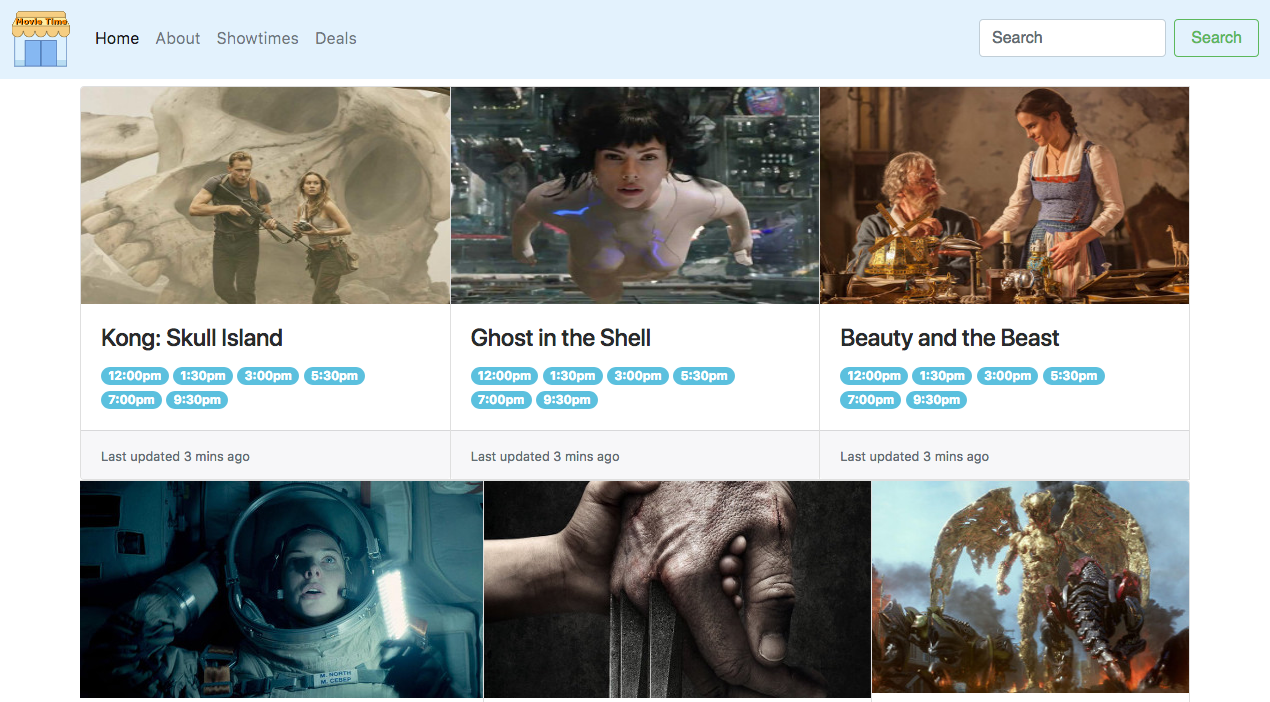 Movie Time
Home About Showtimes Deals
Search Search
Kong: Skull Island
12:00pm 1:30pm 3:00pm 5:30pm
7:00pm 9:30pm
Last updated 3 mins ago
Ghost in the Shell
12:00pm 1:30pm 3:00pm 5:30pm
7:00pm 9:30pm
Last updated 3 mins ago
Beauty and the Beast
12:00pm 1:30pm 3:00pm 5:30pm
7:00pm 9:30pm
Last updated 3 mins ago
M. NORTH
М. СЕВЕР